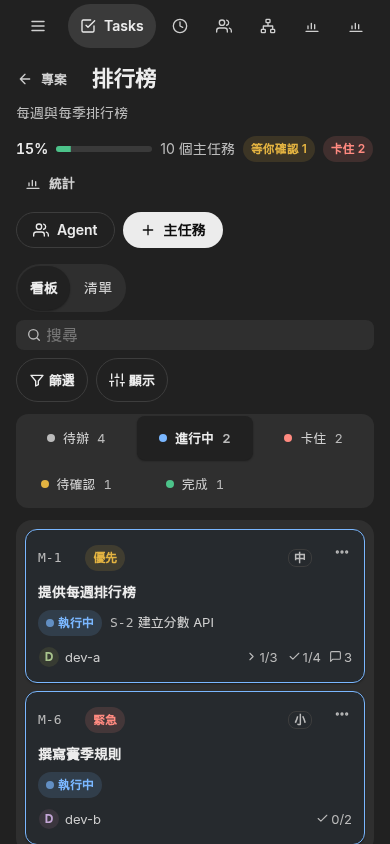 Tasks
專案 排行榜
每週與每季排行榜
15% 10 個主任務 等你確認 1 卡住 2
統計
Agent 主任務
看板 清單
搜尋
篩選 顯示
待辦 4 進行中 2 卡住 2
待確認 1 完成 1
M-1 優先 中
提供每週排行榜
執行中 S-2 建立分數 API
D dev-a 1/3 1/4 3
M-6 緊急 小
撰寫賽季規則
執行中
D dev-b 0/2